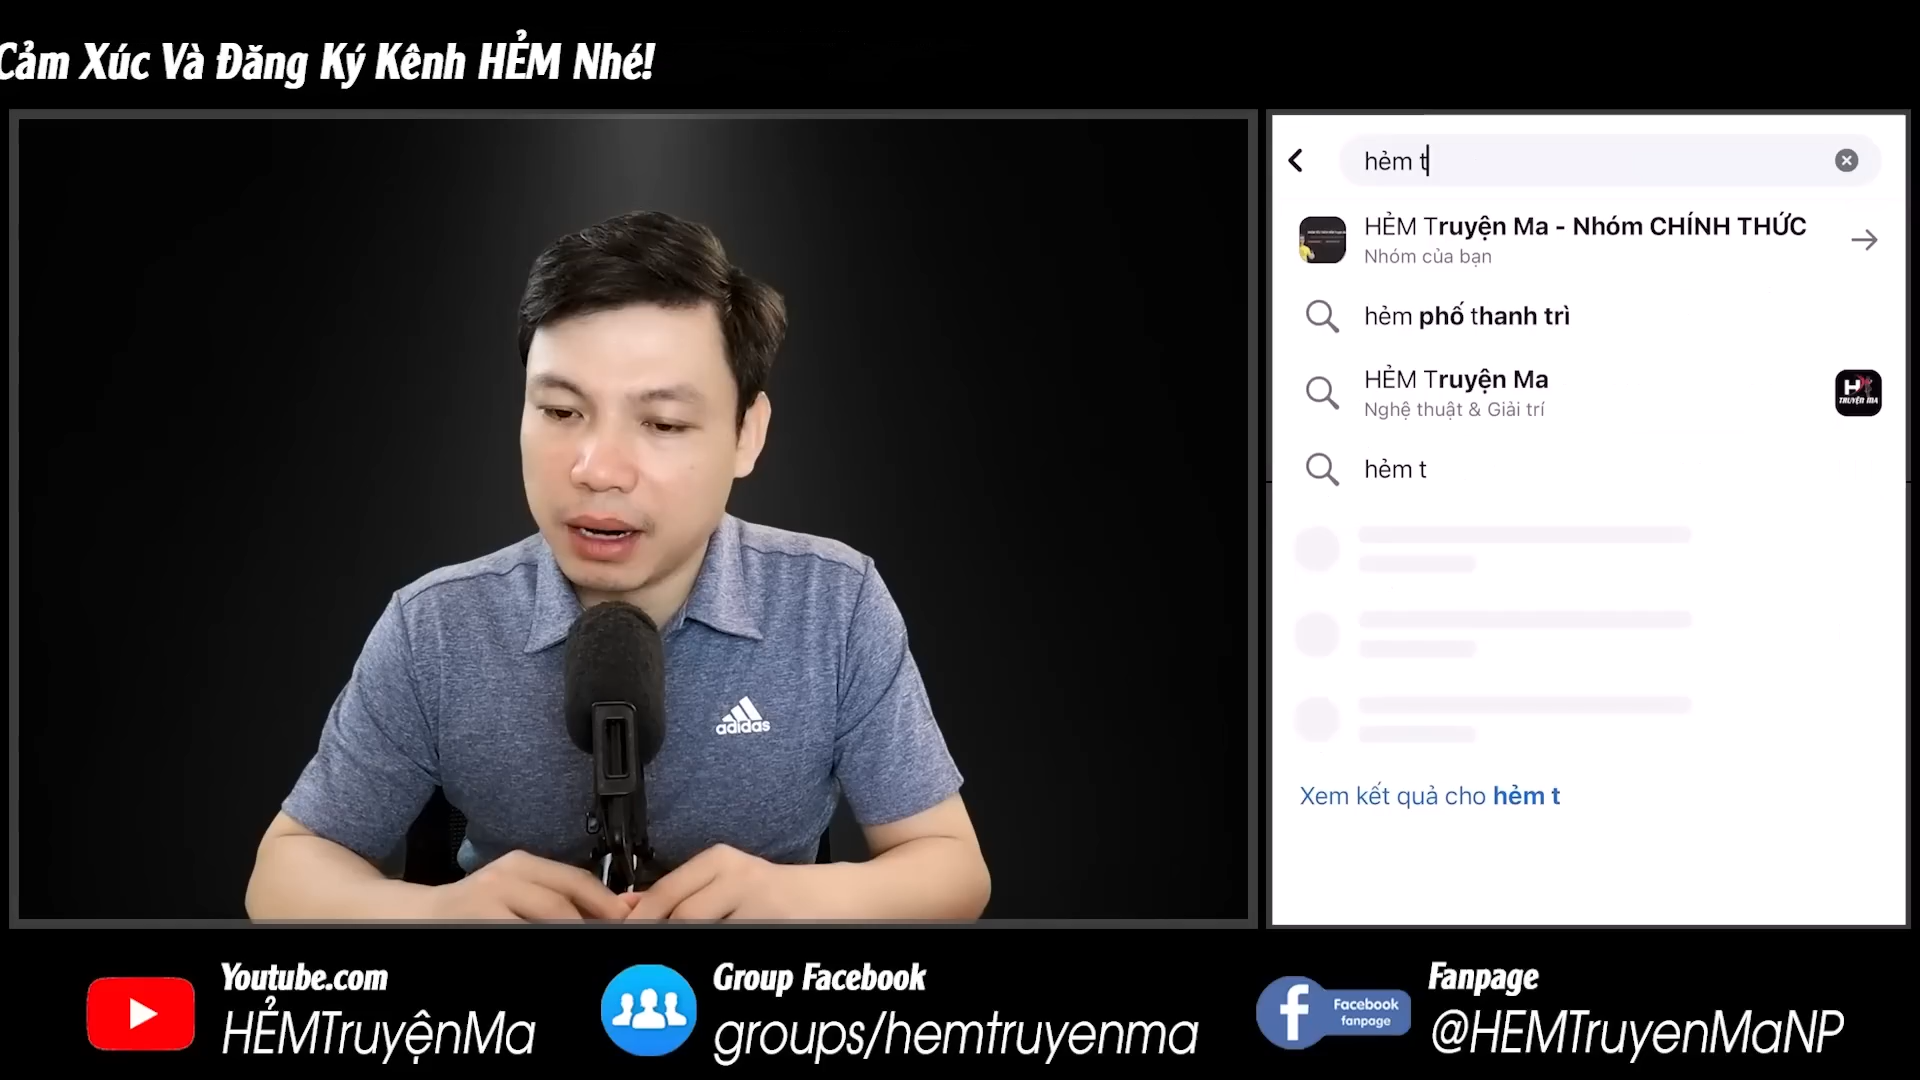 Cảm Xúc Và Đăng Ký Kênh HẺM Nhé!
hẻm t
HẺM Truyện Ma - Nhóm CHÍNH THỨC
Nhóm của bạn
hẻm phố thanh trì
HẺM Truyện Ma
Nghệ thuật & Giải trí
TRUYỆN MA
hẻm t
Xem kết quả cho hẻm t
adidas
Youtube.com
HẺMTruyệnMa
Group Facebook
groups/hemtruyenma
Facebook
fanpage
Fanpage
@HEMTruyenMaNP